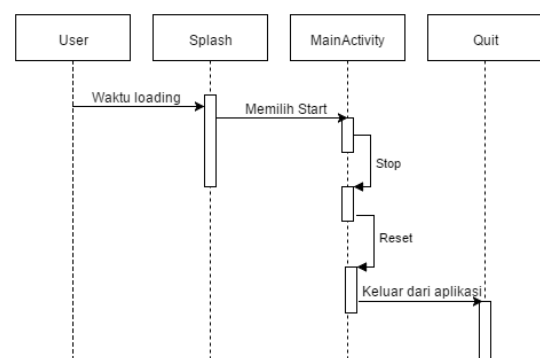 User
Splash
MainActivity
Quit
Waktu loading
Memilih Start
Stop
Reset
Keluar dari aplikasi